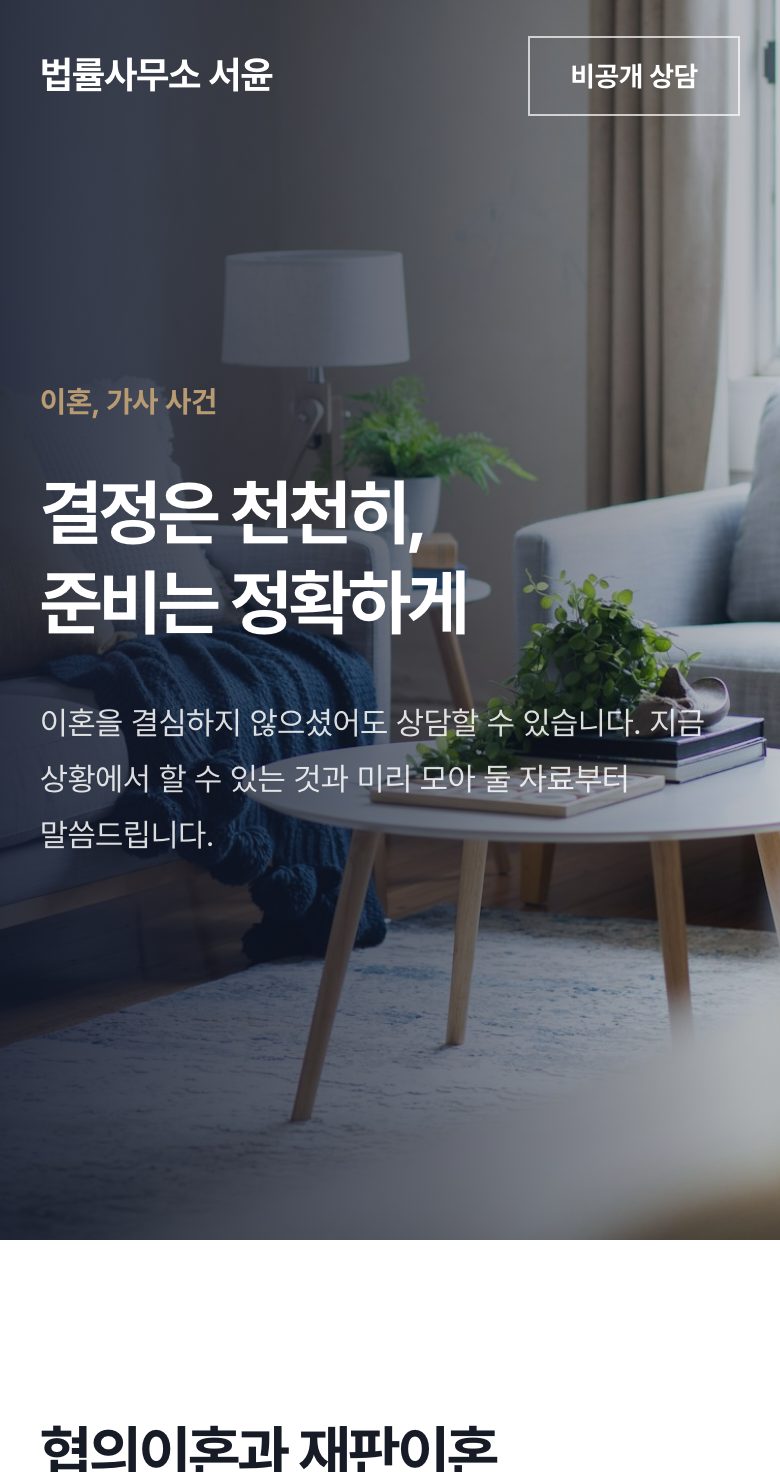 법률사무소 서윤
비공개 상담
이혼, 가사 사건
결정은 천천히,
준비는 정확하게
이혼을 결심하지 않으셨어도 상담할 수 있습니다. 지금
상황에서 할 수 있는 것과 미리 모아 둘 자료부터
말씀드립니다.
협의이혼과 재판이혼